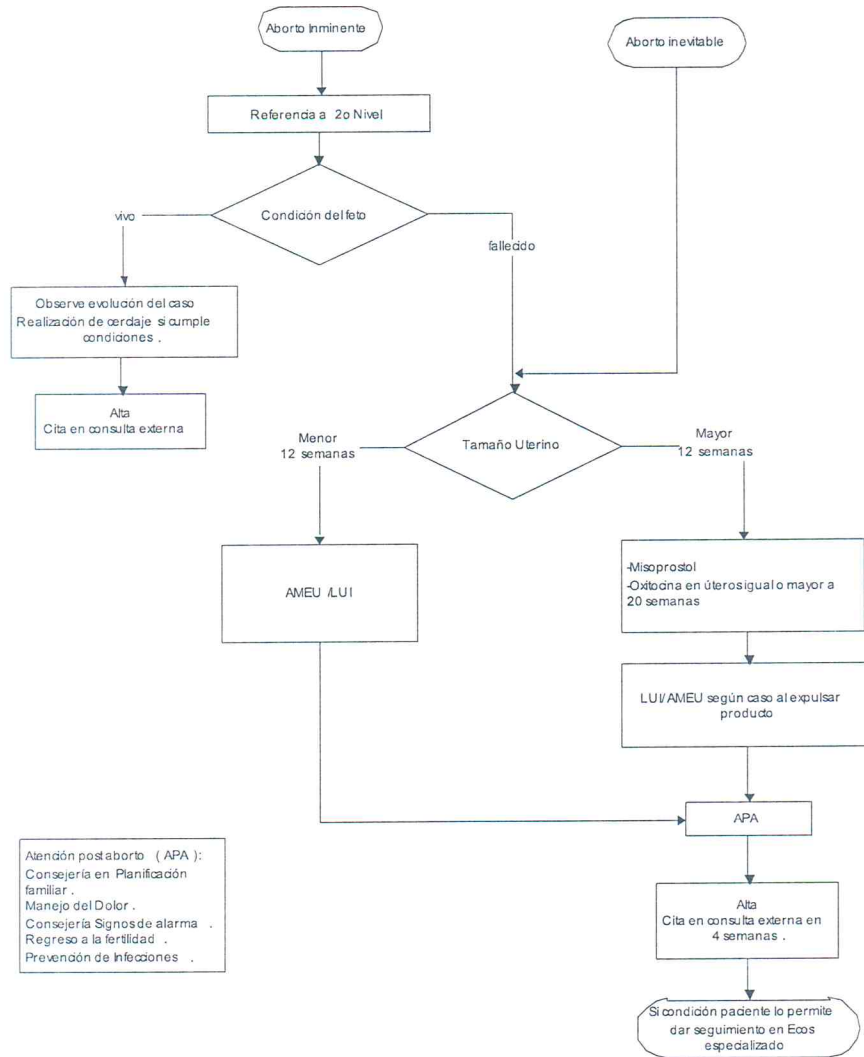 Aborto Inminente
Aborto inevitable
Referencia a 2o Nivel
Condición del feto
vivo
fallecido
Observe evolución del caso
Realización de cerclaje si cumple
condiciones .
Alta
Cita en consulta externa
Tamaño Uterino
Menor
12 semanas
Mayor
12 semanas
AMEU /LUI
-Misoprostol
-Oxitocina en úteros igual o mayor a
20 semanas
LUI/AMEU según caso al expulsar
producto
APA
Alta
Cita en consulta externa en
4 semanas .
Si condición paciente lo permite
dar seguimiento en Ecos
especializado
Atención postaborto ( APA ):
Consejería en Planificación
familiar .
Manejo del Dolor .
Consejería Signos de alarma .
Regreso a la fertilidad .
Prevención de Infecciones .